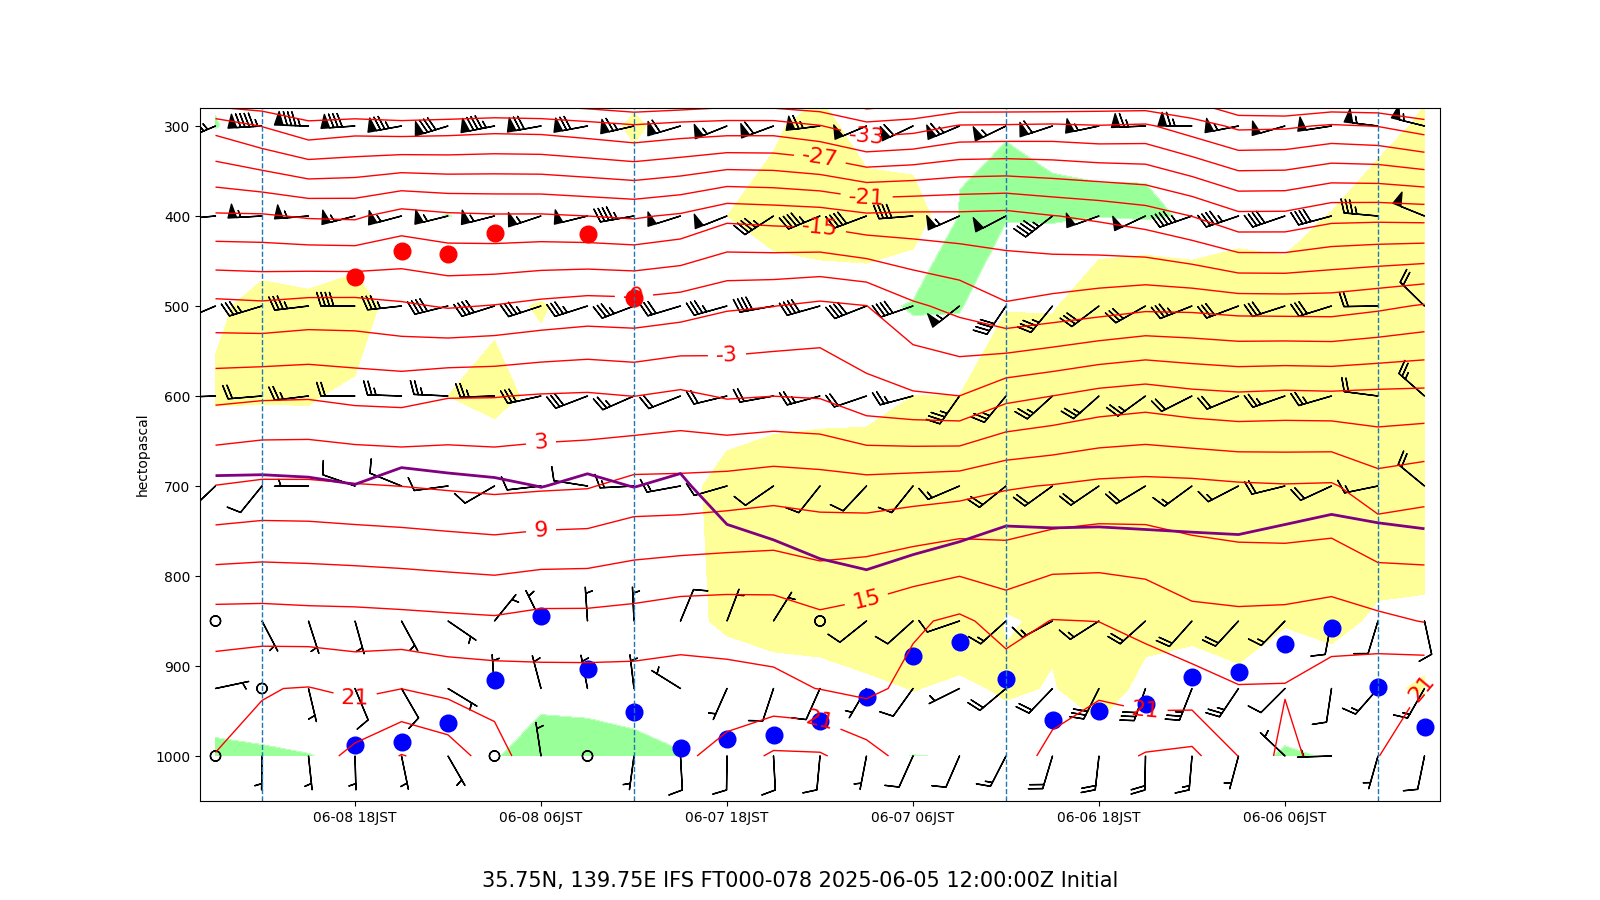 300
400
500
600
700
800
900
1000
hectopascal
-33
-27
-21
-15
-9
-3
3
9
15
21
21
21
21
06-08 18JST
06-08 06JST
06-07 18JST
06-07 06JST
06-06 18JST
06-06 06JST
35.75N, 139.75E IFS FT000-078 2025-06-05 12:00:00Z Initial